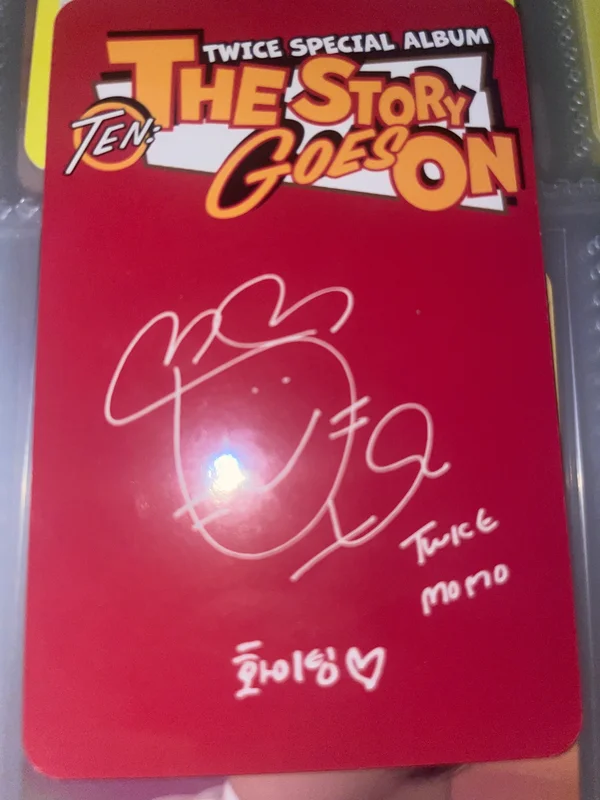 TWICE SPECIAL ALBUM
TEN:
THE STORY
GOES ON
TWICE
MOMO
화이팅♡